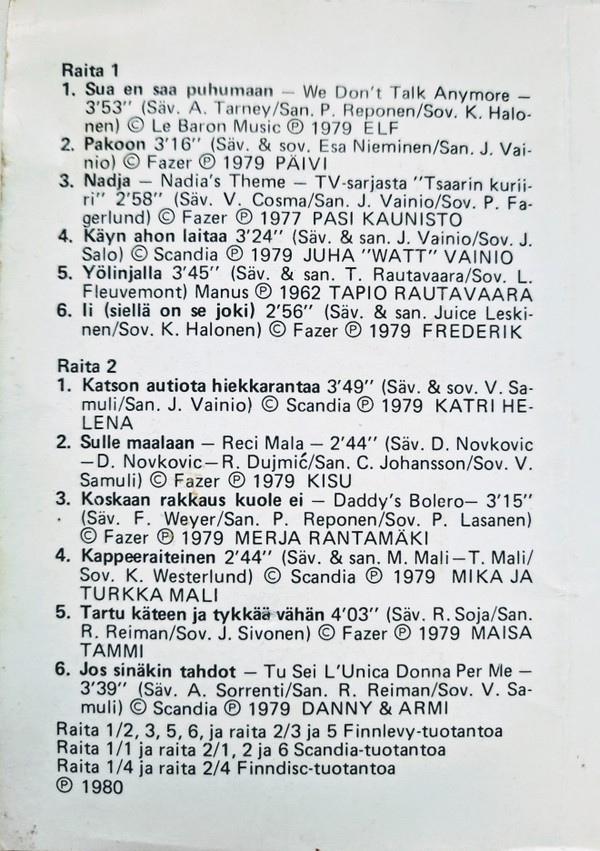 Raita 1
1. Sua en saa puhumaan – We Don't Talk Anymore –
3'53'' (Säv. A. Tarney/San. P. Reponen/Sov. K. Halo-
nen) © Le Baron Music ℗ 1979 ELF
2. Pakoon 3'16'' (Säv. & sov. Esa Nieminen/San. J. Vai-
nio) © Fazer ℗ 1979 PÄIVI
3. Nadja – Nadia's Theme – TV-sarjasta "Tsaarin kurii-
ri" 2'58'' (Säv. V. Cosma/San. J. Vainio/Sov. P. Fa-
gerlund) © Fazer ℗ 1977 PASI KAUNISTO
4. Käyn ahon laitaa 3'24'' (Säv. & san. J. Vainio/Sov. J.
Salo) © Scandia ℗ 1979 JUHA "WATT" VAINIO
5. Yölinjalla 3'45'' (Säv. & san. T. Rautavaara/Sov. L.
Fleuvemont) Manus ℗ 1962 TAPIO RAUTAVAARA
6. Ii (siellä on se joki) 2'56'' (Säv. & san. Juice Leski-
nen/Sov. K. Halonen) © Fazer ℗ 1979 FREDERIK
Raita 2
1. Katson autiota hiekkarantaa 3'49'' (Säv. & sov. V. Sa-
muli/San. J. Vainio) © Scandia ℗ 1979 KATRI HE-
LENA
2. Sulle maalaan – Reci Mala – 2'44'' (Säv. D. Novkovic
–D. Novkovic–R. Dujmić/San. C. Johansson/Sov. V.
Samuli) © Fazer ℗ 1979 KISU
3. Koskaan rakkaus kuole ei – Daddy's Bolero– 3'15''
(Säv. F. Weyer/San. P. Reponen/Sov. P. Lasanen)
© Fazer ℗ 1979 MERJA RANTAMÄKI
4. Kappeeraiteinen 2'44'' (Säv. & san. M. Mali–T. Mali/
Sov. K. Westerlund) © Scandia ℗ 1979 MIKA JA
TURKKA MALI
5. Tartu käteen ja tykkää vähän 4'03'' (Säv. R. Soja/San.
R. Reiman/Sov. J. Sivonen) © Fazer ℗ 1979 MAISA
TAMMI
6. Jos sinäkin tahdot – Tu Sei L'Unica Donna Per Me –
3'39'' (Säv. A. Sorrenti/San. R. Reiman/Sov. V. Sa-
muli) © Scandia ℗ 1979 DANNY & ARMI
Raita 1/2, 3, 5, 6, ja raita 2/3 ja 5 Finnlevy-tuotantoa
Raita 1/1 ja raita 2/1, 2 ja 6 Scandia-tuotantoa
Raita 1/4 ja raita 2/4 Finndisc-tuotantoa
℗ 1980